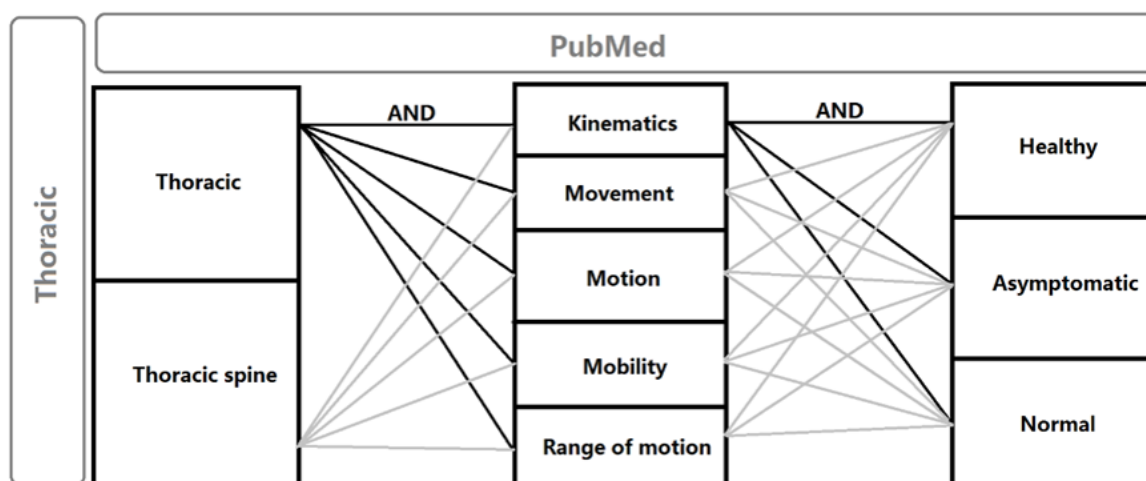 PubMed
Thoracic
Thoracic
Thoracic spine
AND
Kinematics
Movement
Motion
Mobility
Range of motion
AND
Healthy
Asymptomatic
Normal